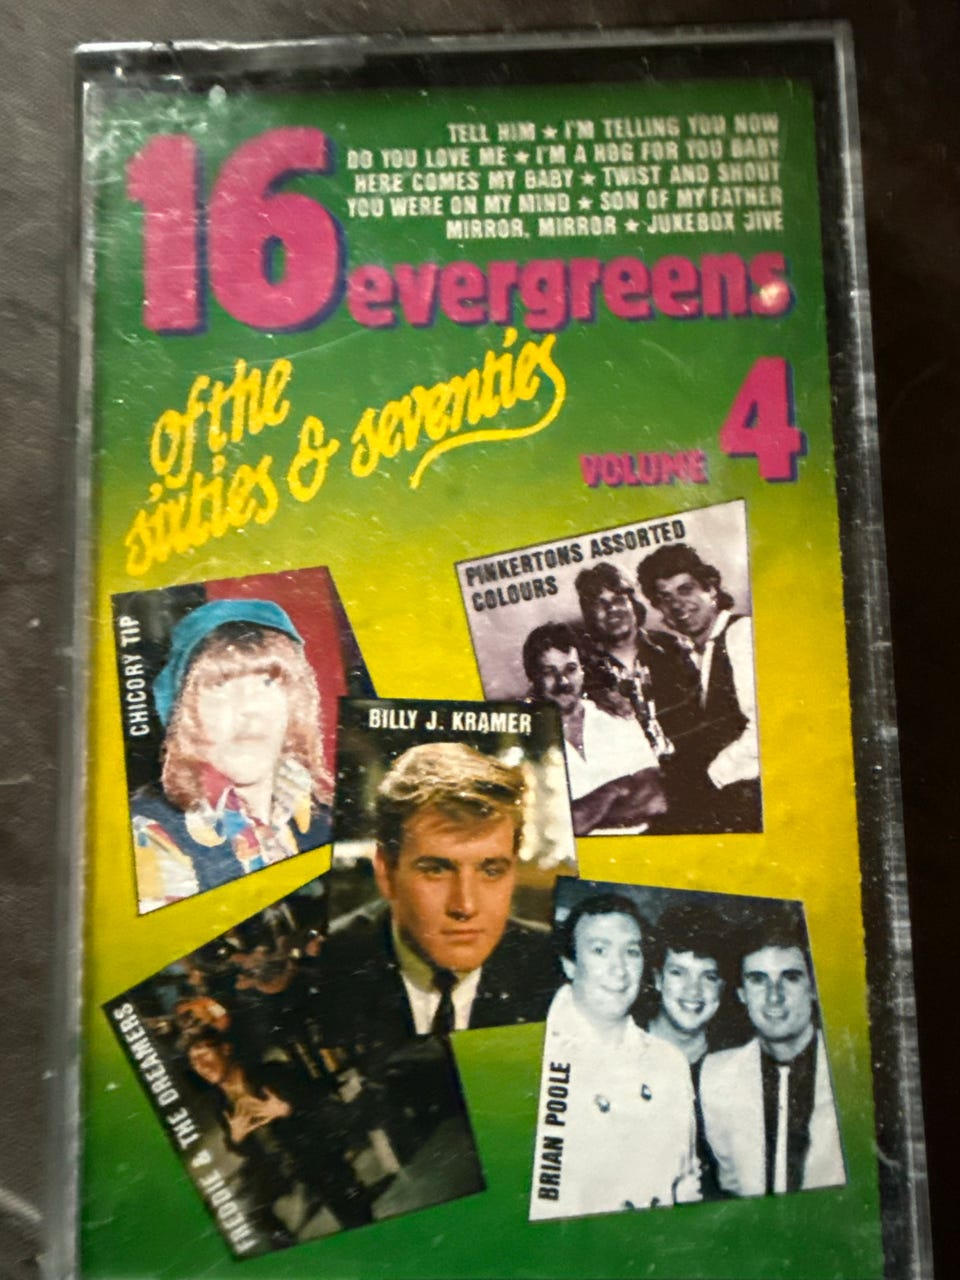 TELL HIM ★ I'M TELLING YOU NOW
DO YOU LOVE ME ★ I'M A HOG FOR YOU BABY
HERE COMES MY BABY ★ TWIST AND SHOUT
YOU WERE ON MY MIND ★ SON OF MY FATHER
MIRROR, MIRROR ★ JUKEBOX JIVE
16 evergreens
of the
sixties & seventies
VOLUME 4
PINKERTONS ASSORTED
COLOURS
CHICORY TIP
BILLY J. KRAMER
FREDDIE & THE DREAMERS
BRIAN POOLE